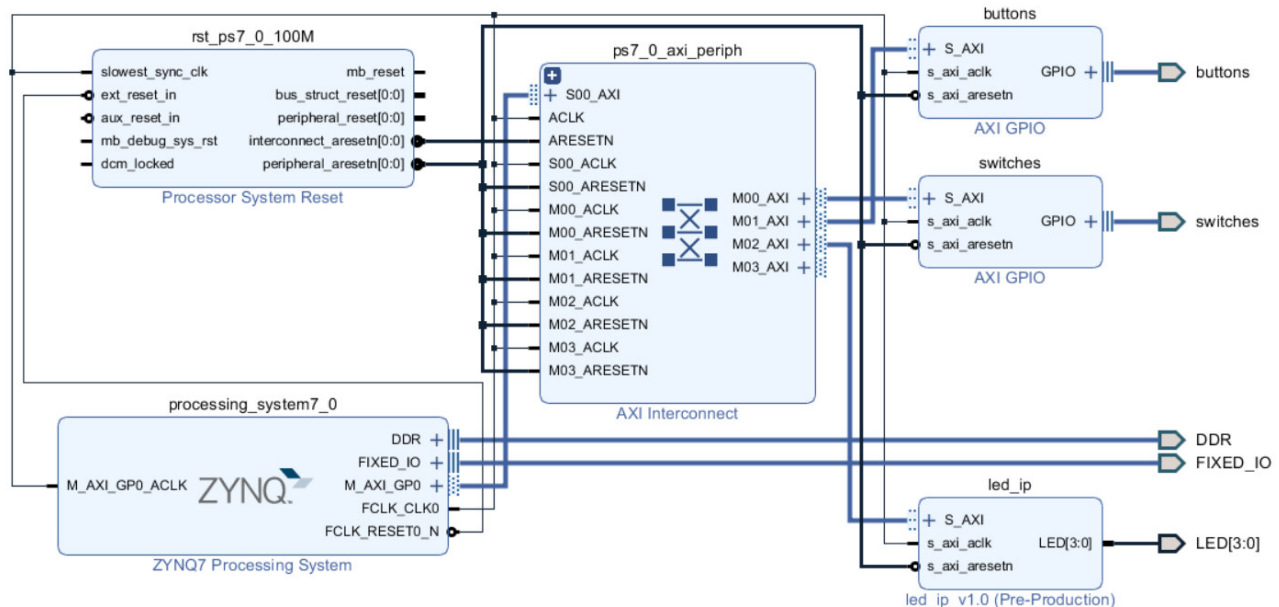 rst_ps7_0_100M
slowest_sync_clk
mb_reset
ext_reset_in
bus_struct_reset[0:0]
aux_reset_in
peripheral_reset[0:0]
mb_debug_sys_rst
interconnect_aresetn[0:0]
dcm_locked
peripheral_aresetn[0:0]
Processor System Reset
ps7_0_axi_periph
S00_AXI
ACLK
ARESETN
S00_ACLK
S00_ARESETN
M00_ACLK
M00_ARESETN
M01_ACLK
M01_ARESETN
M02_ACLK
M02_ARESETN
M03_ACLK
M03_ARESETN
M00_AXI
M01_AXI
M02_AXI
M03_AXI
AXI Interconnect
buttons
S_AXI
s_axi_aclk
GPIO
s_axi_aresetn
AXI GPIO
buttons
switches
S_AXI
s_axi_aclk
GPIO
s_axi_aresetn
AXI GPIO
switches
processing_system7_0
M_AXI_GP0_ACLK
ZYNQ
DDR
FIXED_IO
M_AXI_GP0
FCLK_CLK0
FCLK_RESET0_N
ZYNQ7 Processing System
DDR
FIXED_IO
led_ip
S_AXI
s_axi_aclk
LED[3:0]
s_axi_aresetn
led_ip_v1.0 (Pre-Production)
LED[3:0]